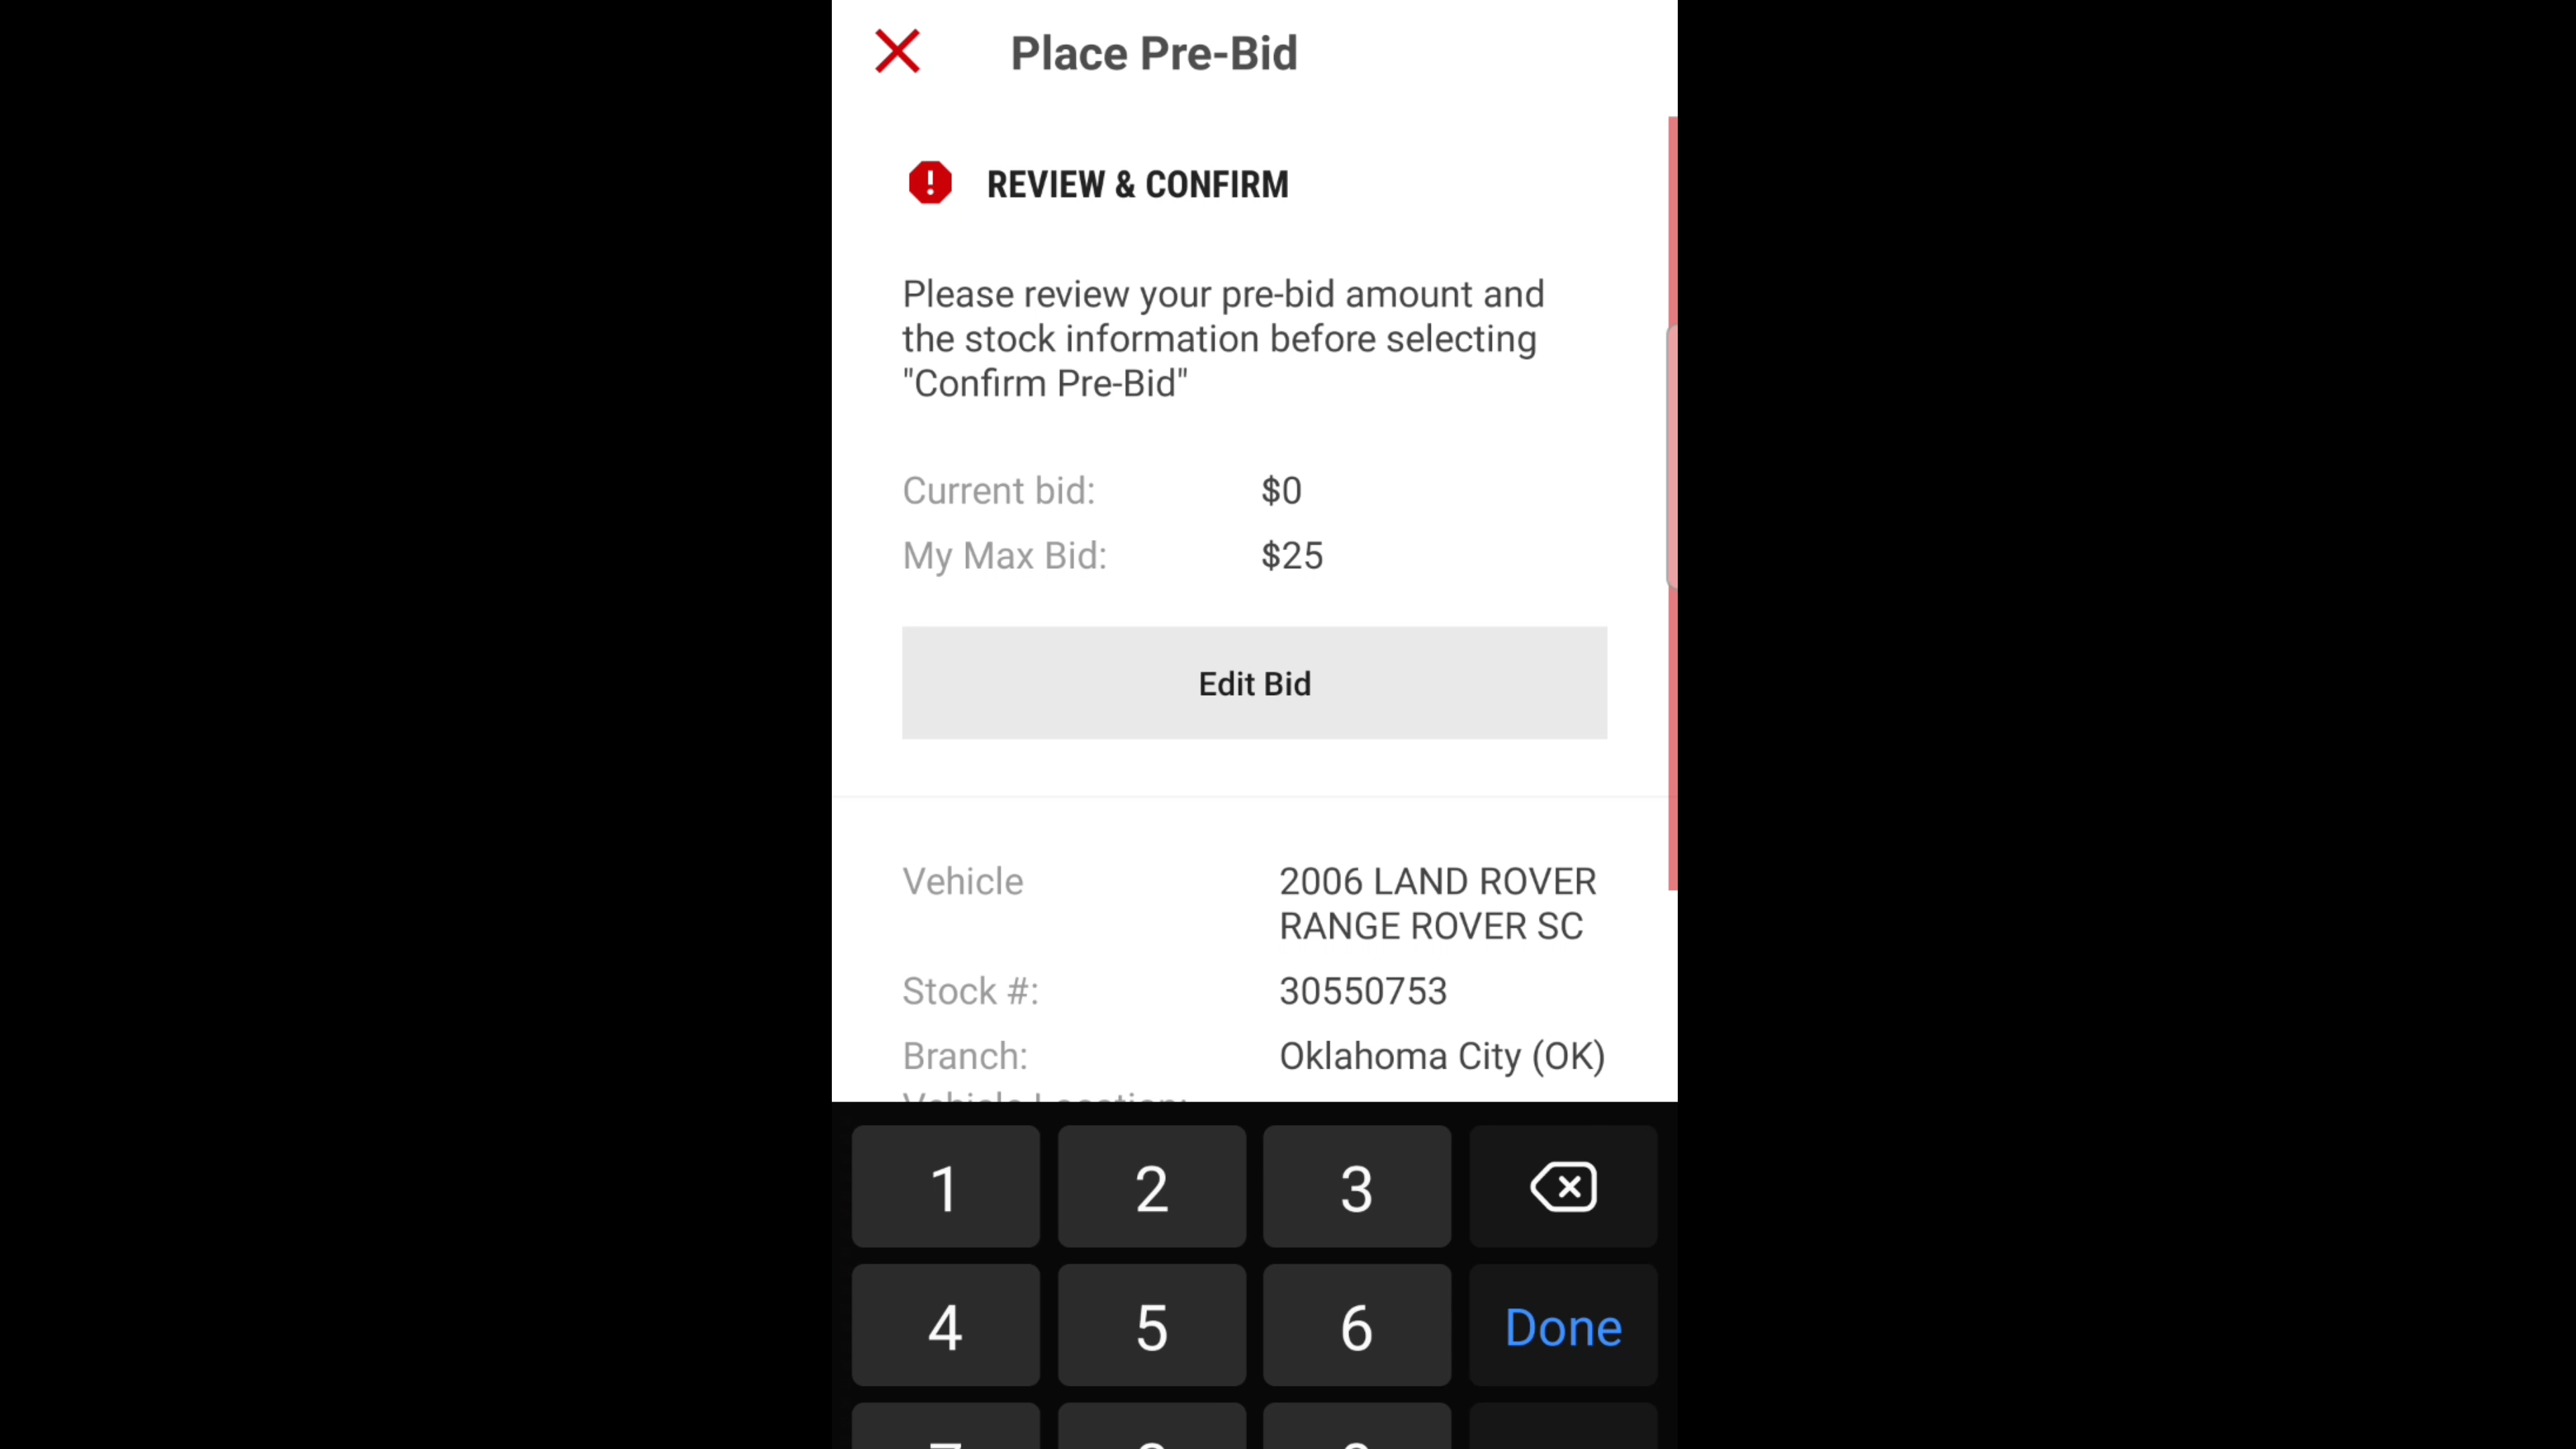 Place Pre-Bid
REVIEW & CONFIRM
Please review your pre-bid amount and
the stock information before selecting
"Confirm Pre-Bid"
Current bid: $0
My Max Bid: $25
Edit Bid
Vehicle 2006 LAND ROVER
RANGE ROVER SC
Stock #: 30550753
Branch: Oklahoma City (OK)
Vehicle Location:
1 2 3
4 5 6 Done